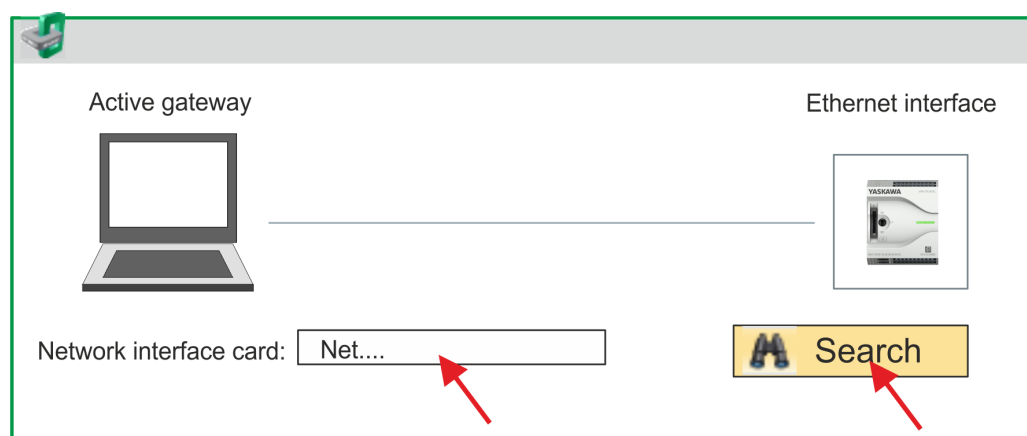 Active gateway
Ethernet interface
YASKAWA
Network interface card:
Net....
Search